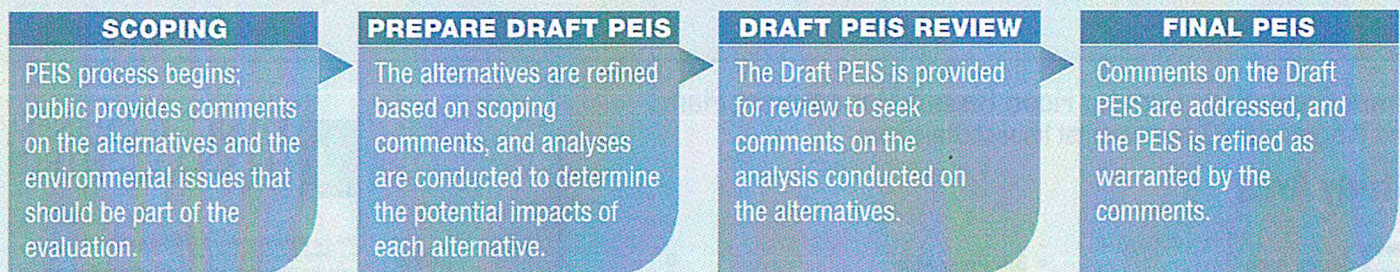 SCOPING
PEIS process begins;
public provides comments
on the alternatives and the
environmental issues that
should be part of the
evaluation.
PREPARE DRAFT PEIS
The alternatives are refined
based on scoping
comments, and analyses
are conducted to determine
the potential impacts of
each alternative.
DRAFT PEIS REVIEW
The Draft PEIS is provided
for review to seek
comments on the
analysis conducted on
the alternatives.
FINAL PEIS
Comments on the Draft
PEIS are addressed, and
the PEIS is refined as
warranted by the
comments.